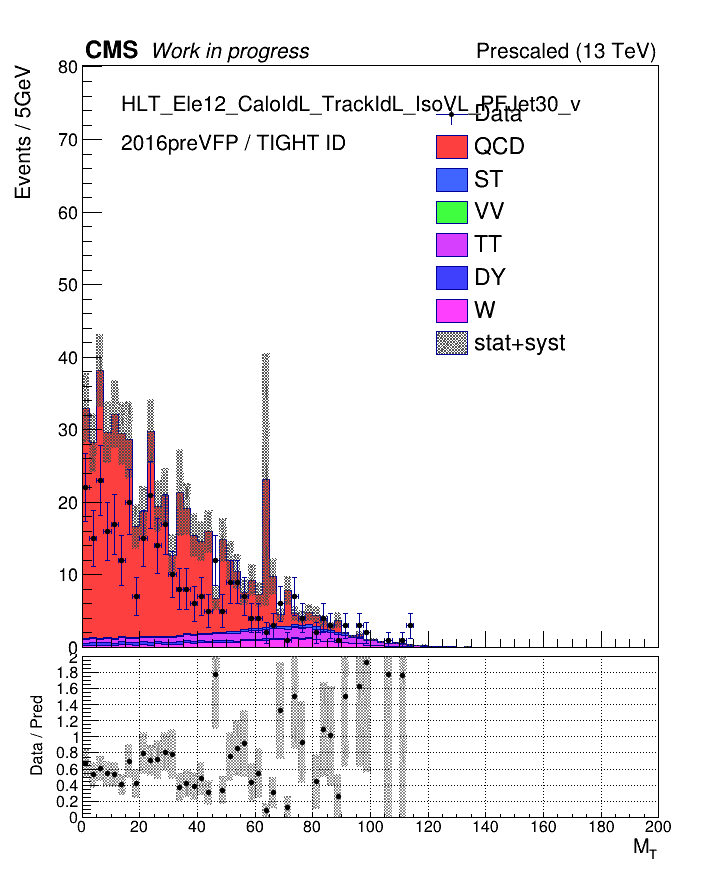 CMS Work in progress Prescaled (13 TeV)
Events / 5GeV
80
70
60
50
40
30
20
10
0
HLT_Ele12_CaloIdL_TrackIdL_IsoVL_PFJet30_v
2016preVFP / TIGHT ID
Data
QCD
ST
VV
TT
DY
W
stat+syst
Data / Pred
2
1.8
1.6
1.4
1.2
1
0.8
0.6
0.4
0.2
0
0 20 40 60 80 100 120 140 160 180 200
M_T